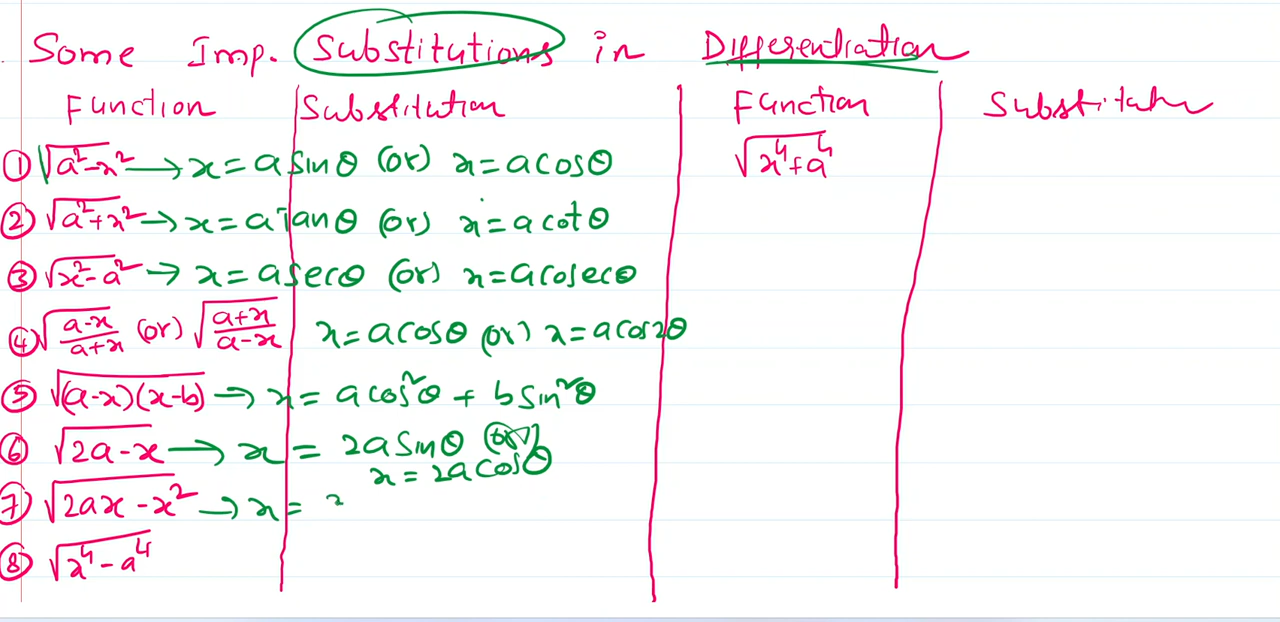 Some Imp. Substitutions in Differentiation
Function Substitution Function
① √(a²-x²) → x = a sinθ (or) x = a cosθ √(x⁴+a⁴)
② √(a²+x²) → x = a Tanθ (or) x = a cotθ
③ √(x²-a²) → x = a secθ (or) x = a cosecθ
④ √((a-x)/(a+x)) (or) √((a+x)/(a-x)) x = a cosθ (or) x = a cos2θ
⑤ √((a-x)(x-b)) → x = a cos²θ + b sin²θ
⑥ √(2a-x) → x = 2a sinθ (or)
x = 2a cosθ
⑦ √(2ax-x²) → x =
⑧ √(x⁴-a⁴)